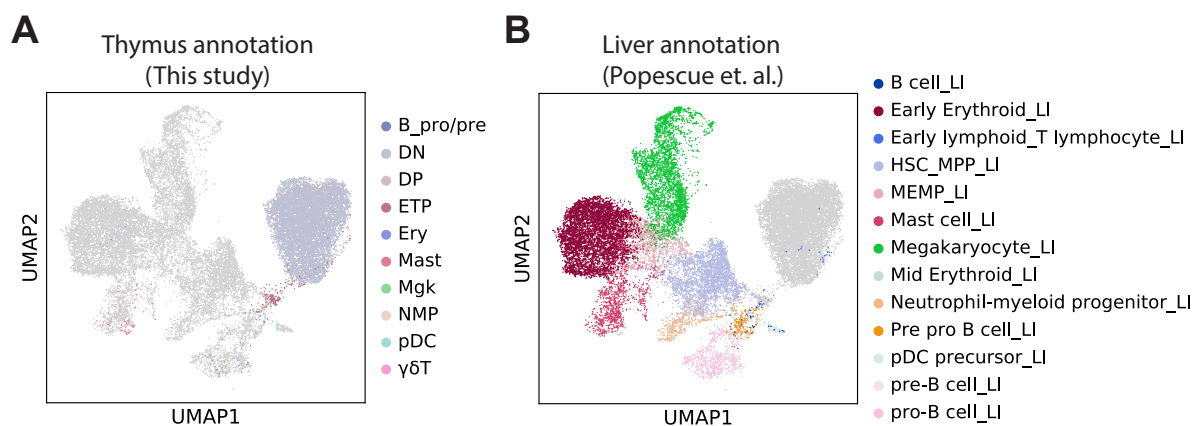 A
Thymus annotation
(This study)
UMAP2
UMAP1
B_pro/pre
DN
DP
ETP
Ery
Mast
Mgk
NMP
pDC
γδT
B
Liver annotation
(Popescue et. al.)
UMAP2
UMAP1
B cell_LI
Early Erythroid_LI
Early lymphoid_T lymphocyte_LI
HSC_MPP_LI
MEMP_LI
Mast cell_LI
Megakaryocyte_LI
Mid Erythroid_LI
Neutrophil-myeloid progenitor_LI
Pre pro B cell_LI
pDC precursor_LI
pre-B cell_LI
pro-B cell_LI